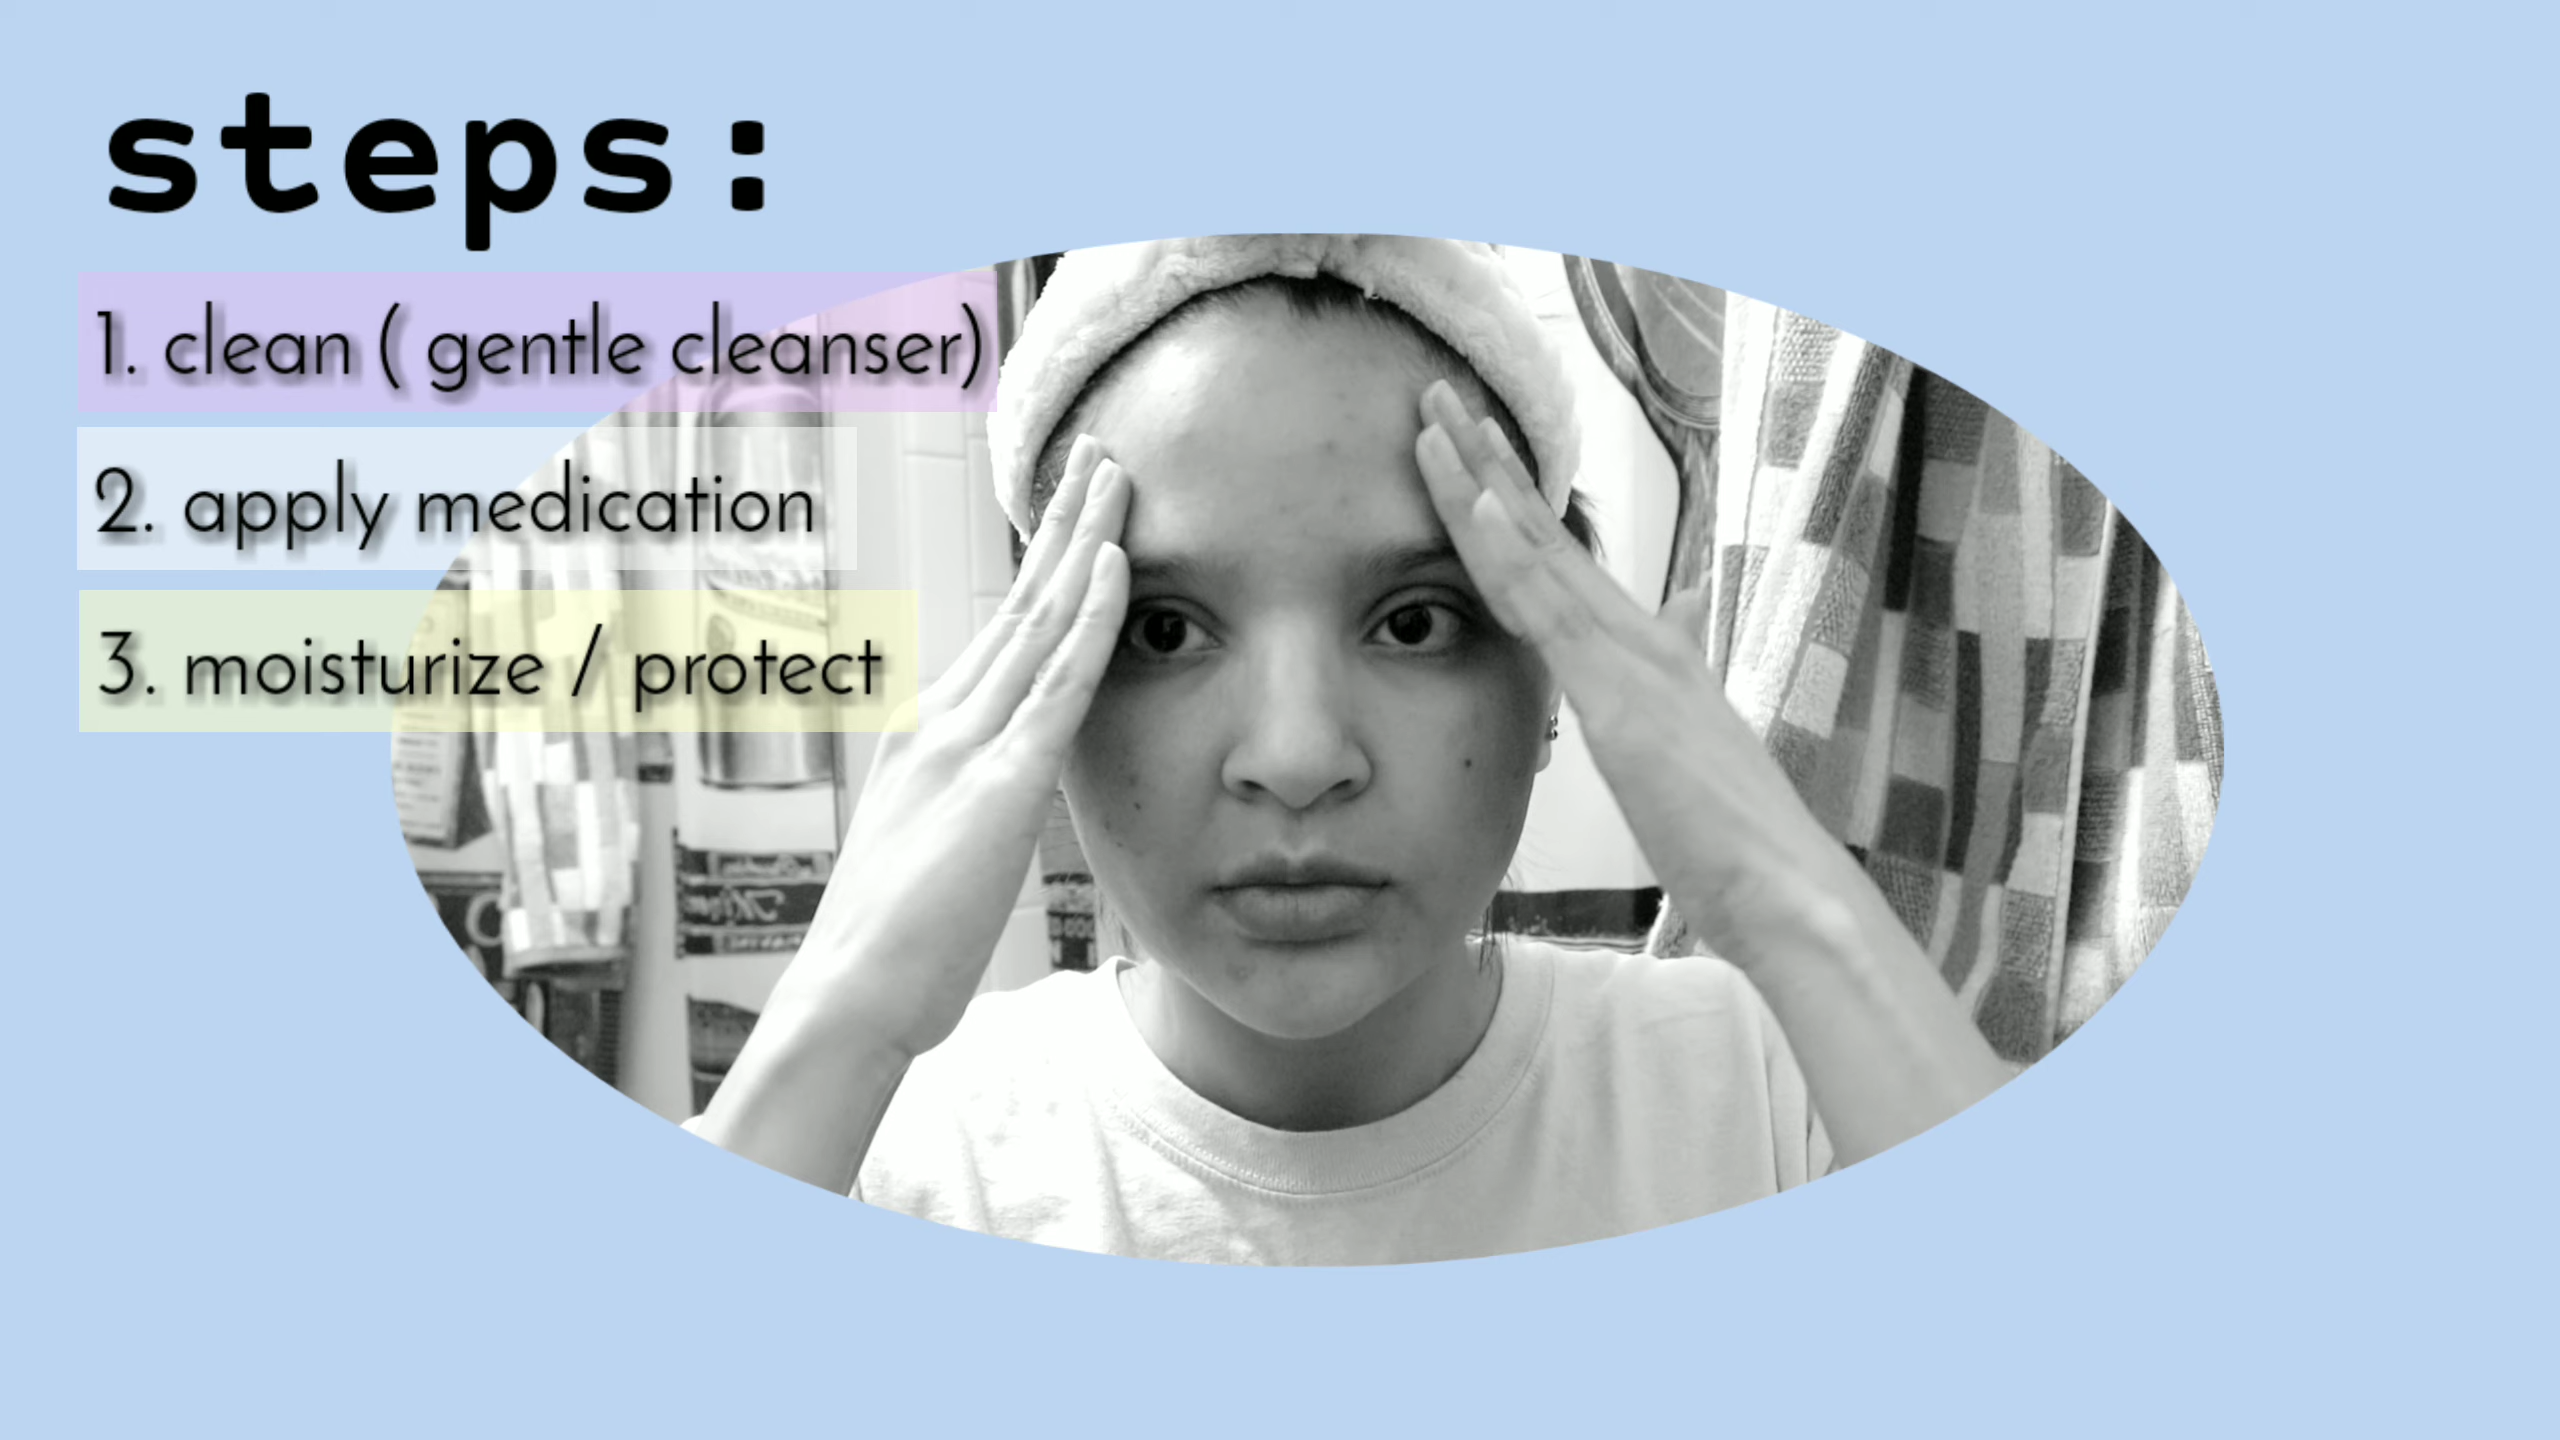 steps:
1. clean ( gentle cleanser)
2. apply medication
3. moisturize / protect